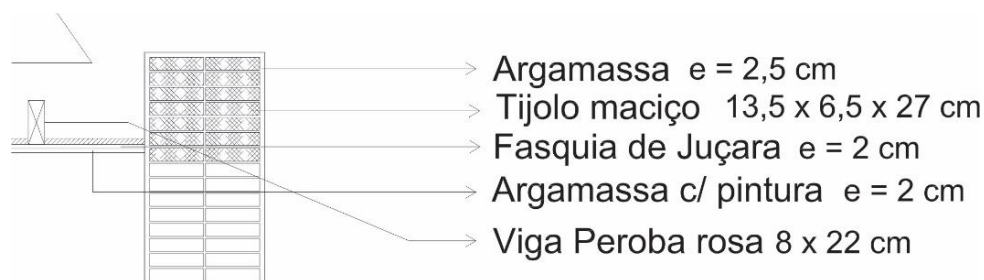 Argamassa e = 2,5 cm
Tijolo maciço 13,5 x 6,5 x 27 cm
Fasquia de Juçara e = 2 cm
Argamassa c/ pintura e = 2 cm
Viga Peroba rosa 8 x 22 cm